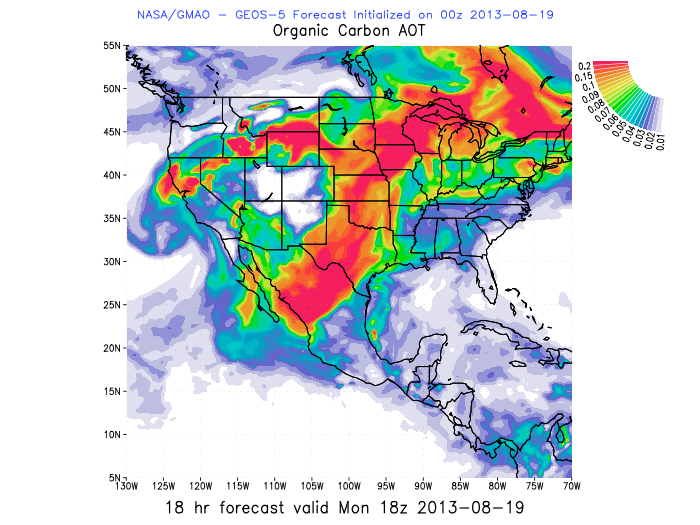 NASA/GMAO - GEOS-5 Forecast Initialized on 00z 2013-08-19
Organic Carbon AOT
55N
50N
45N
40N
35N
30N
25N
20N
15N
10N
5N
130W 125W 120W 115W 110W 105W 100W 95W 90W 85W 80W 75W 70W
0.2
0.15
0.1
0.09
0.08
0.07
0.06
0.05
0.04
0.03
0.02
0.01
18 hr forecast valid Mon 18z 2013-08-19